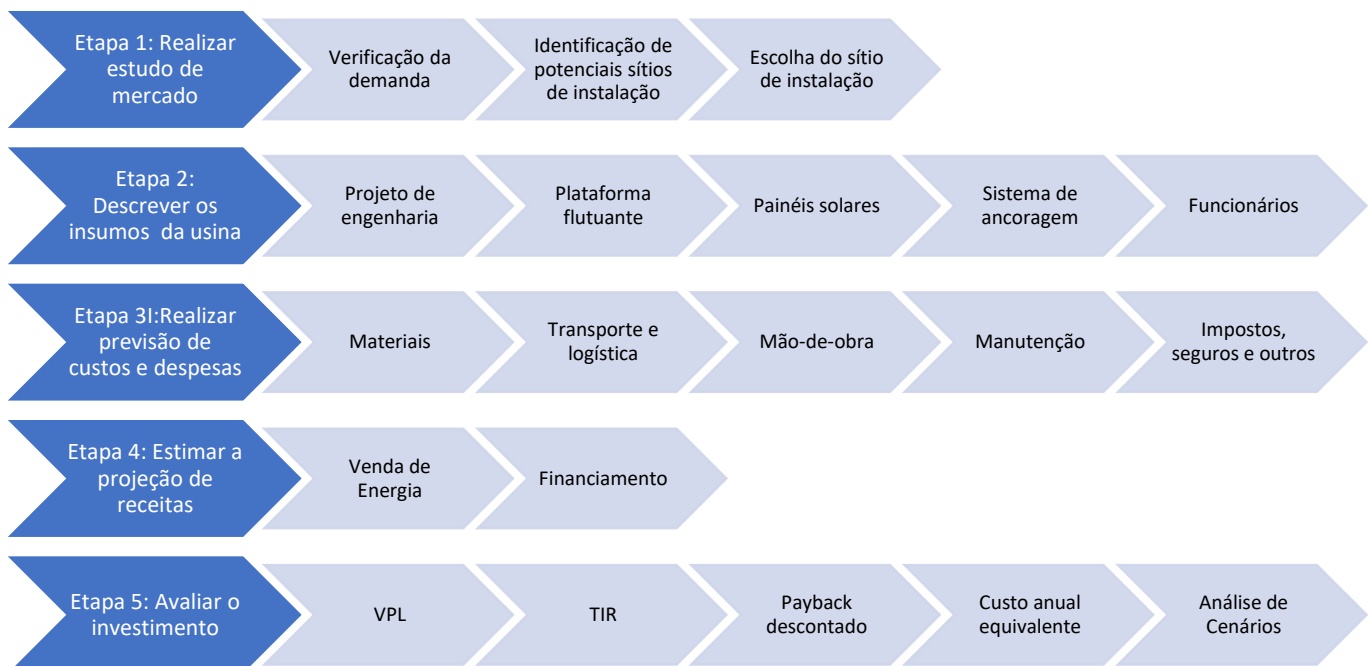 Etapa 1: Realizar
estudo de
mercado
Verificação da
demanda
Identificação de
potenciais sítios
de instalação
Escolha do sítio
de instalação
Etapa 2:
Descrever os
insumos da usina
Projeto de
engenharia
Plataforma
flutuante
Painéis solares
Sistema de
ancoragem
Funcionários
Etapa 3I:Realizar
previsão de
custos e despesas
Materiais
Transporte e
logística
Mão-de-obra
Manutenção
Impostos,
seguros e outros
Etapa 4: Estimar a
projeção de
receitas
Venda de
Energia
Financiamento
Etapa 5: Avaliar o
investimento
VPL
TIR
Payback
descontado
Custo anual
equivalente
Análise de
Cenários